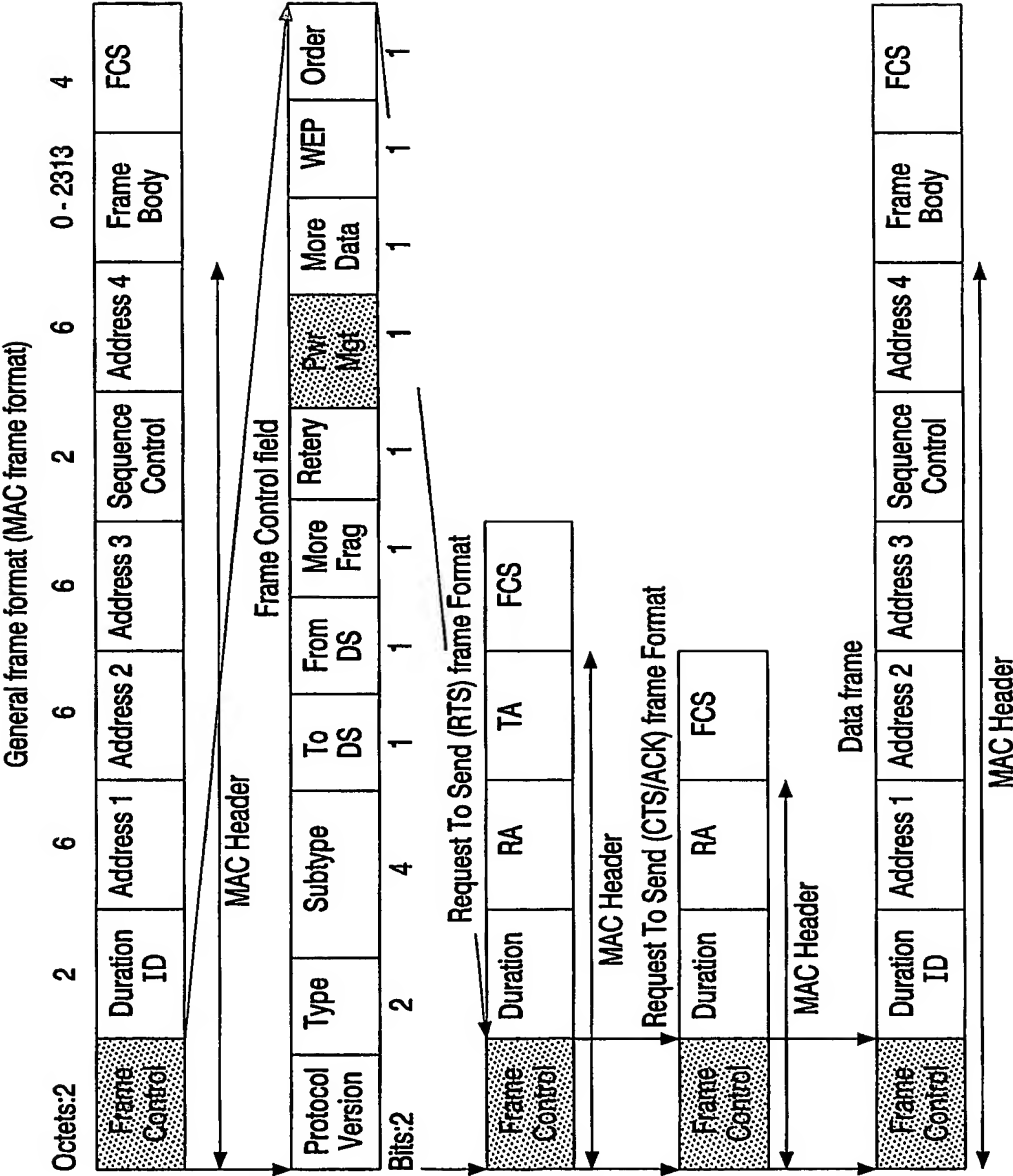 General frame format (MAC frame format)
Octets:2 2 6 6 6 2 6 0 - 2313 4
Frame Control
Duration ID
Address 1
Address 2
Address 3
Sequence Control
Address 4
Frame Body
FCS
MAC Header
Frame Control field
Protocol Version
Type
Subtype
To DS
From DS
More Frag
Retery
Pwr Mgt
More Data
WEP
Order
Bits:2 2 4 1 1 1 1 1 1 1 1
Request To Send (RTS) frame Format
Frame Control
Duration
RA
TA
FCS
MAC Header
Request To Send (CTS/ACK) frame Format
Frame Control
Duration
RA
FCS
MAC Header
Data frame
Frame Control
Duration ID
Address 1
Address 2
Address 3
Sequence Control
Address 4
Frame Body
FCS
MAC Header